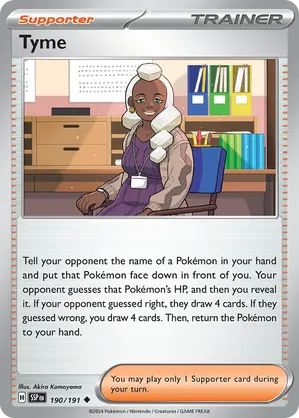 Supporter
TRAINER
Tyme
Tell your opponent the name of a Pokémon in your hand
and put that Pokémon face down in front of you. Your
opponent guesses that Pokémon's HP, and then you reveal
it. If your opponent guessed right, they draw 4 cards. If they
guessed wrong, you draw 4 cards. Then, return the Pokémon
to your hand.
Illus. Akira Komayama
H SSP EN 190/191
You may play only 1 Supporter card during
your turn.
©2024 Pokémon / Nintendo / Creatures / GAME FREAK